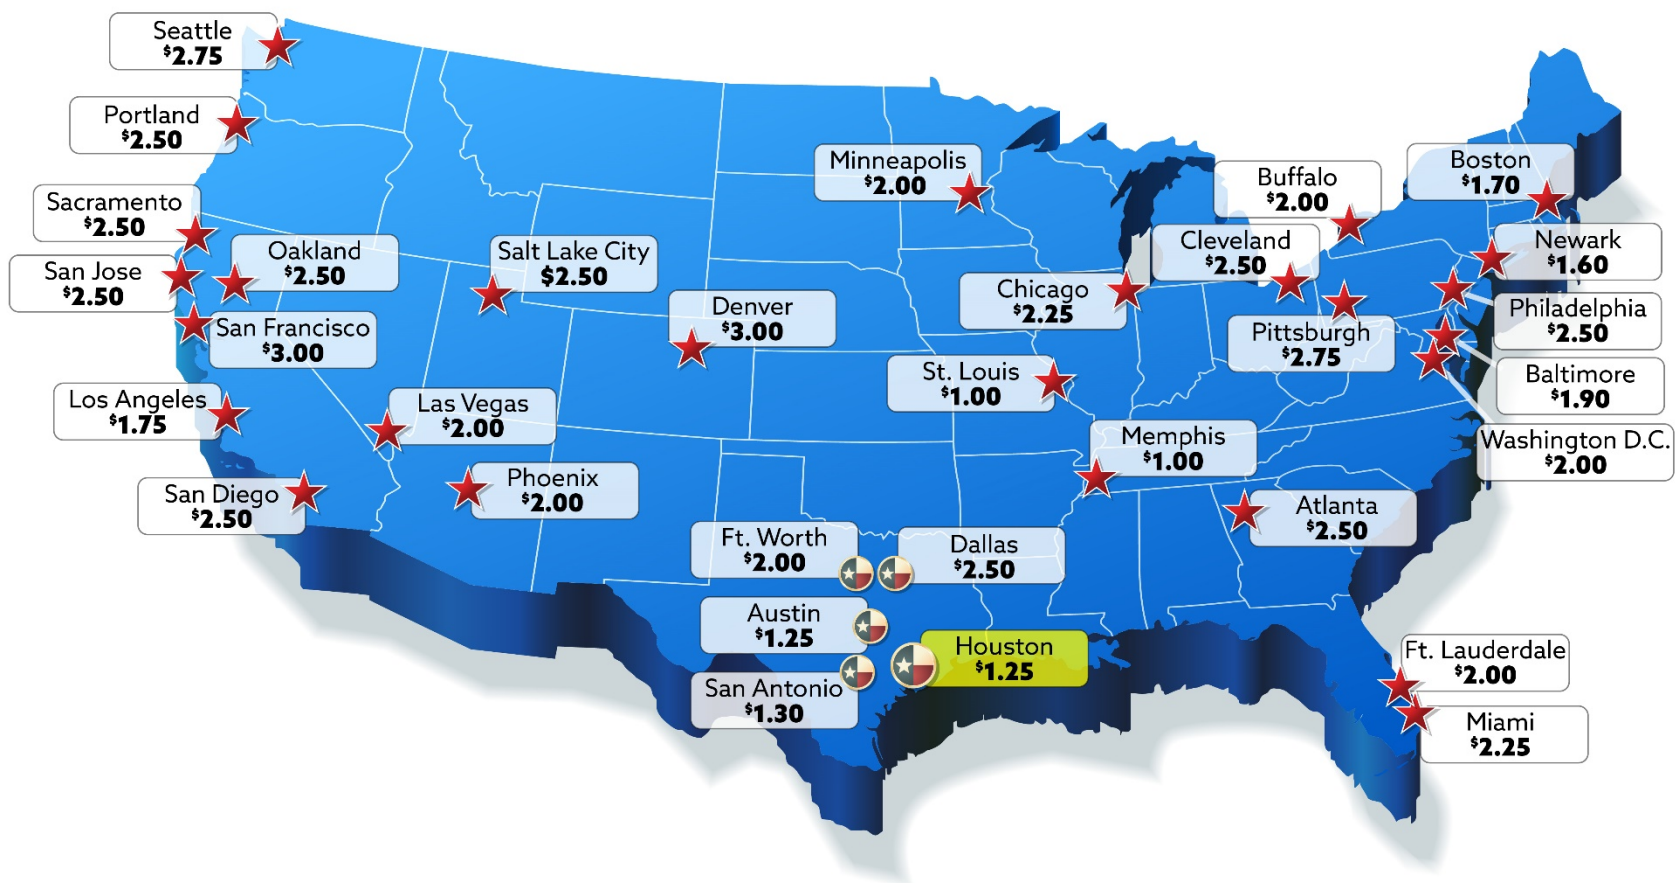 Seattle
$2.75
Portland
$2.50
Sacramento
$2.50
San Jose
$2.50
Oakland
$2.50
San Francisco
$3.00
Los Angeles
$1.75
San Diego
$2.50
Las Vegas
$2.00
Phoenix
$2.00
Salt Lake City
$2.50
Denver
$3.00
Minneapolis
$2.00
Chicago
$2.25
St. Louis
$1.00
Memphis
$1.00
Ft. Worth
$2.00
Dallas
$2.50
Austin
$1.25
Houston
$1.25
San Antonio
$1.30
Buffalo
$2.00
Cleveland
$2.50
Pittsburgh
$2.75
Boston
$1.70
Newark
$1.60
Philadelphia
$2.50
Baltimore
$1.90
Washington D.C.
$2.00
Atlanta
$2.50
Ft. Lauderdale
$2.00
Miami
$2.25